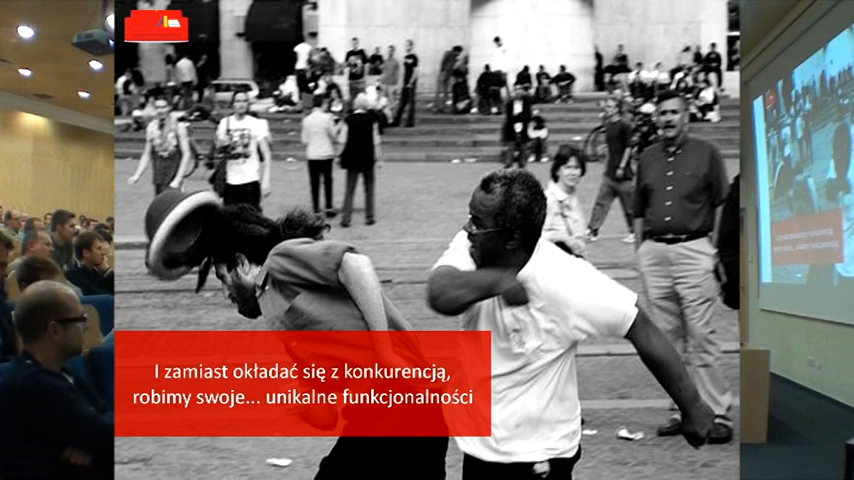 I zamiast okładać się z konkurencją,
robimy swoje... unikalne funkcjonalności